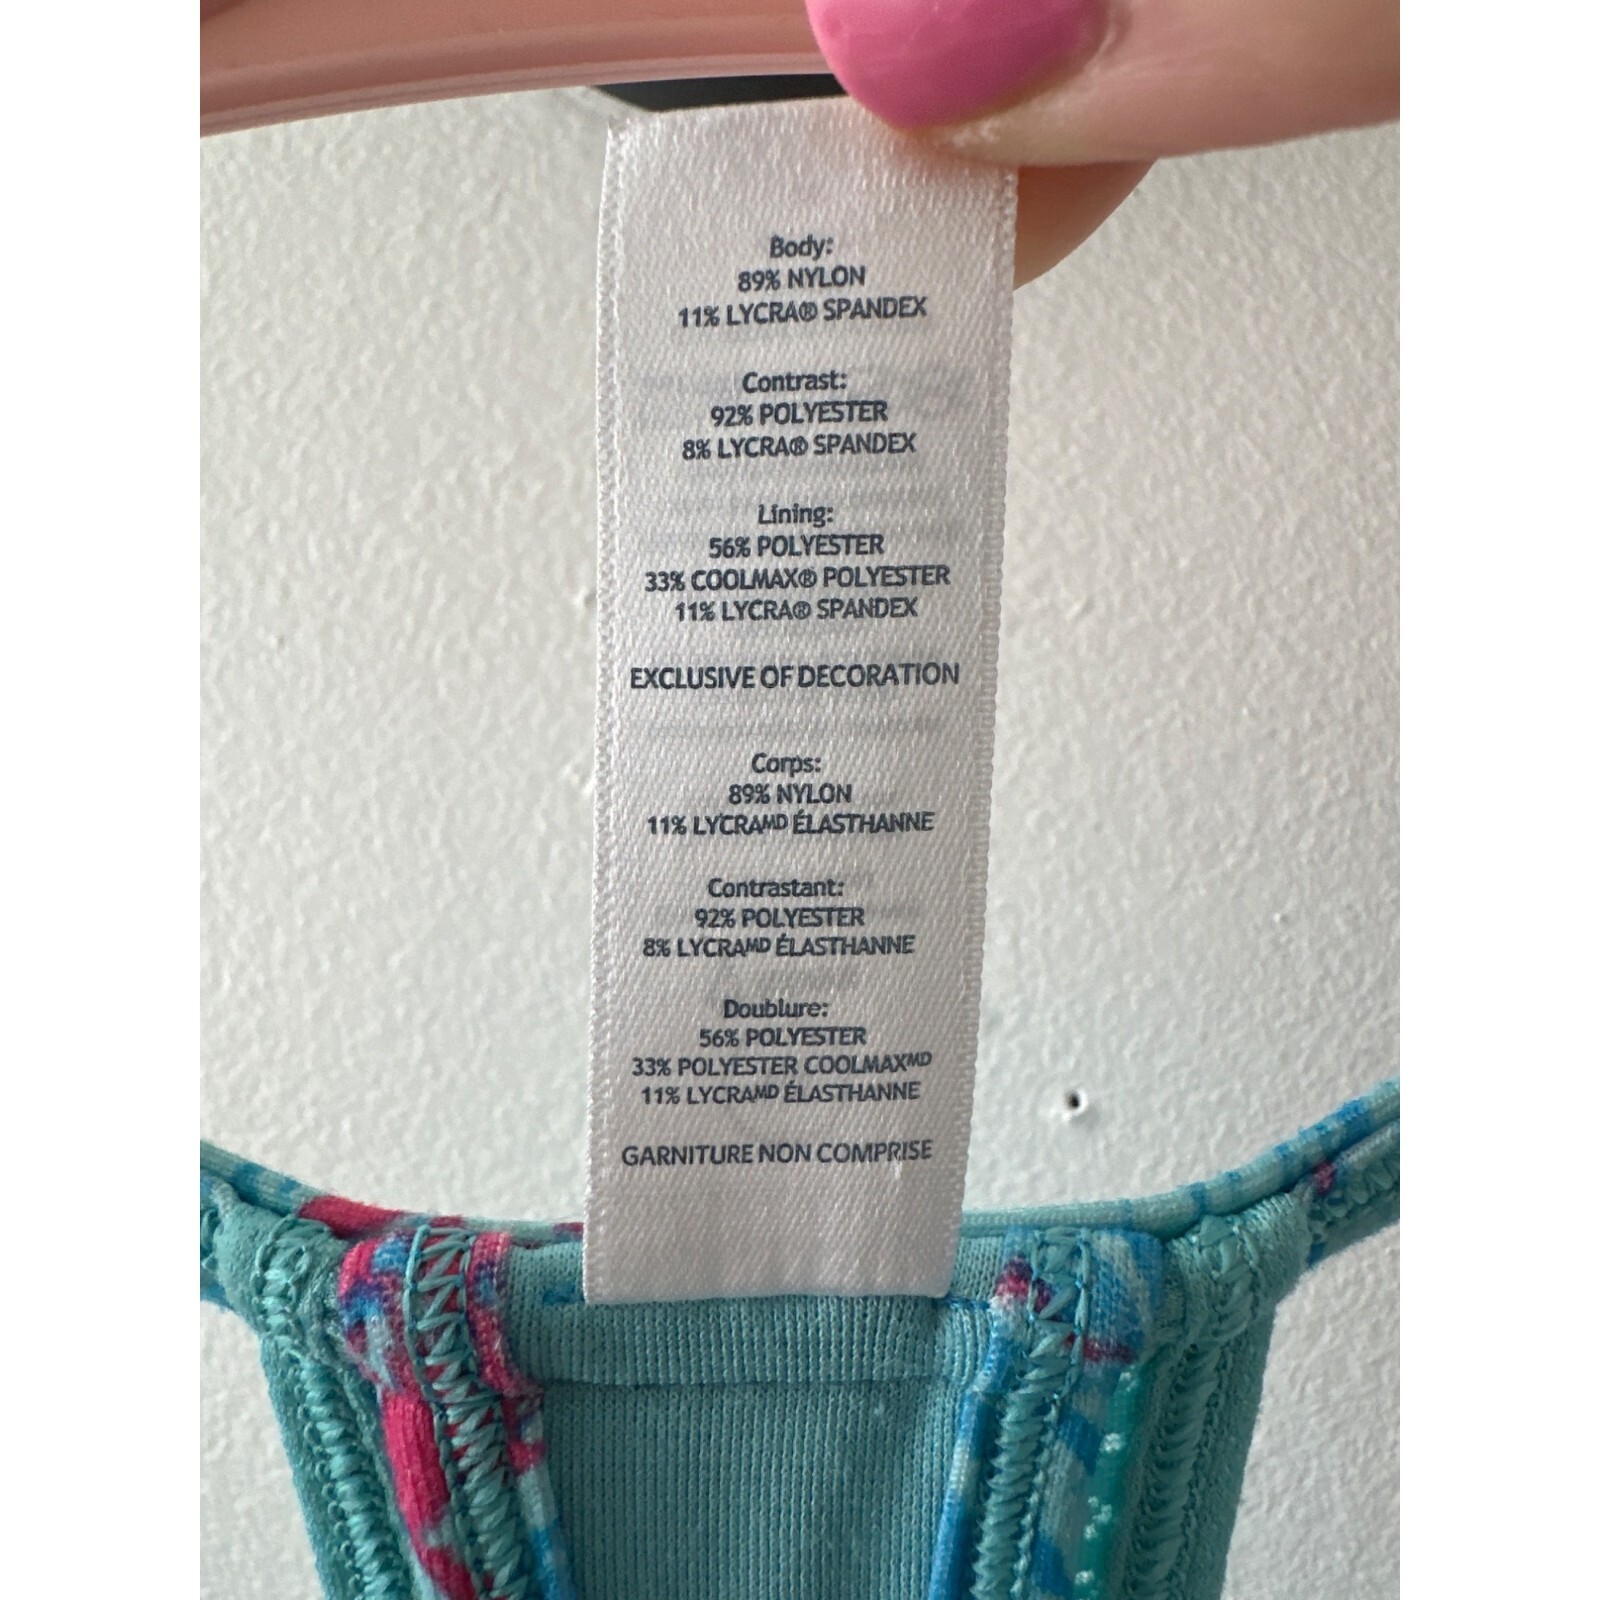 Body:
89% NYLON
11% LYCRA® SPANDEX
Contrast:
92% POLYESTER
8% LYCRA® SPANDEX
Lining:
56% POLYESTER
33% COOLMAX® POLYESTER
11% LYCRA® SPANDEX
EXCLUSIVE OF DECORATION
Corps:
89% NYLON
11% LYCRAᴹᴰ ÉLASTHANNE
Contrastant:
92% POLYESTER
8% LYCRAᴹᴰ ÉLASTHANNE
Doublure:
56% POLYESTER
33% POLYESTER COOLMAXᴹᴰ
11% LYCRAᴹᴰ ÉLASTHANNE
GARNITURE NON COMPRISE